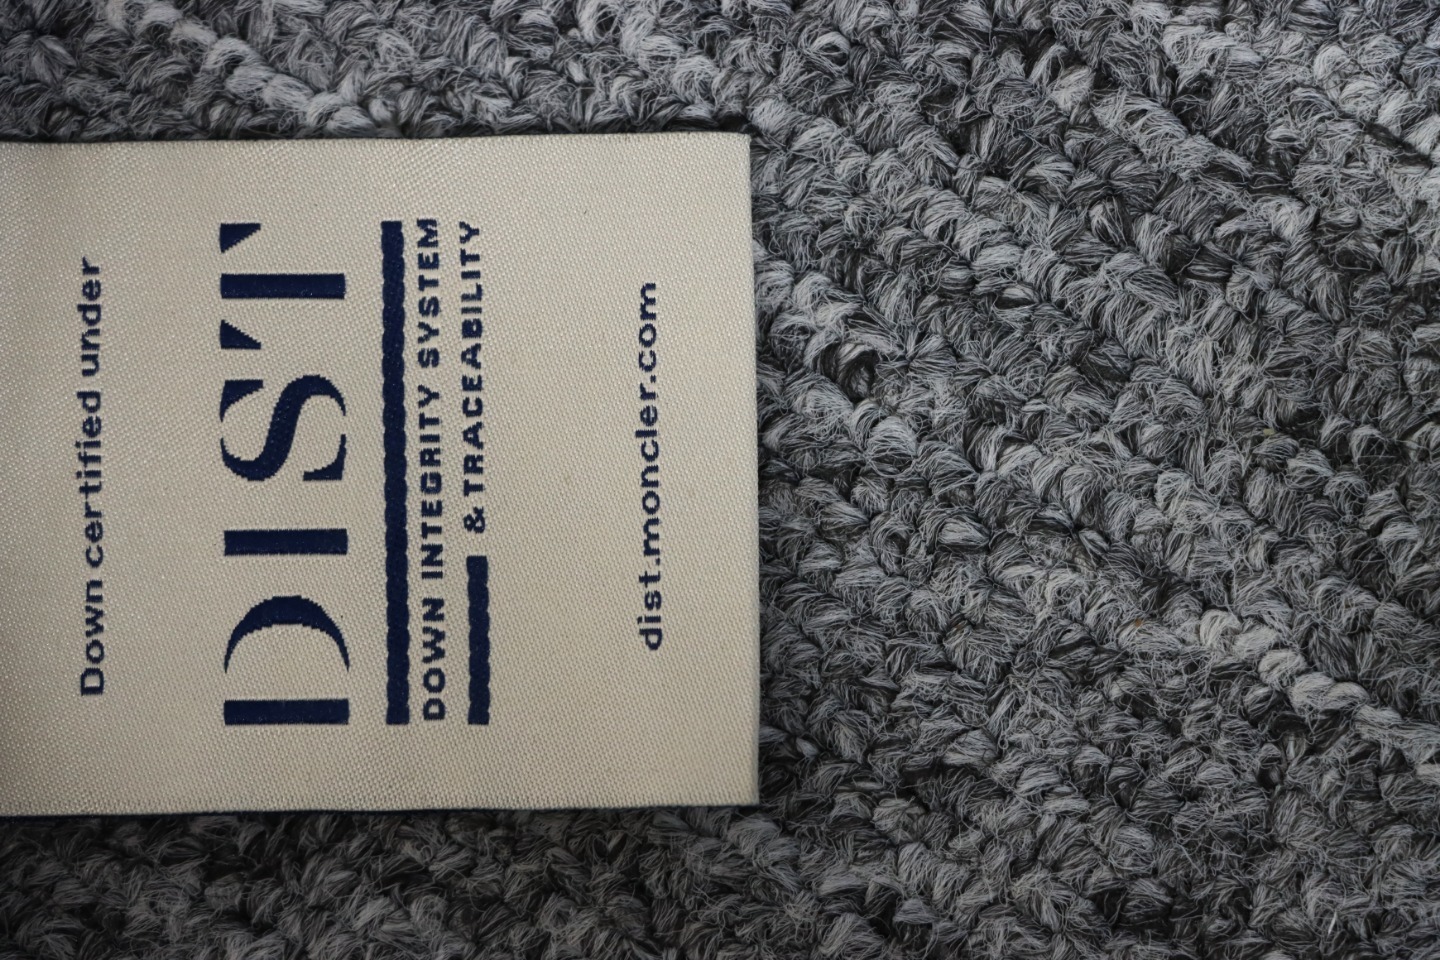 Down certified under
DIST
DOWN INTEGRITY SYSTEM
& TRACEABILITY
dist.moncler.com